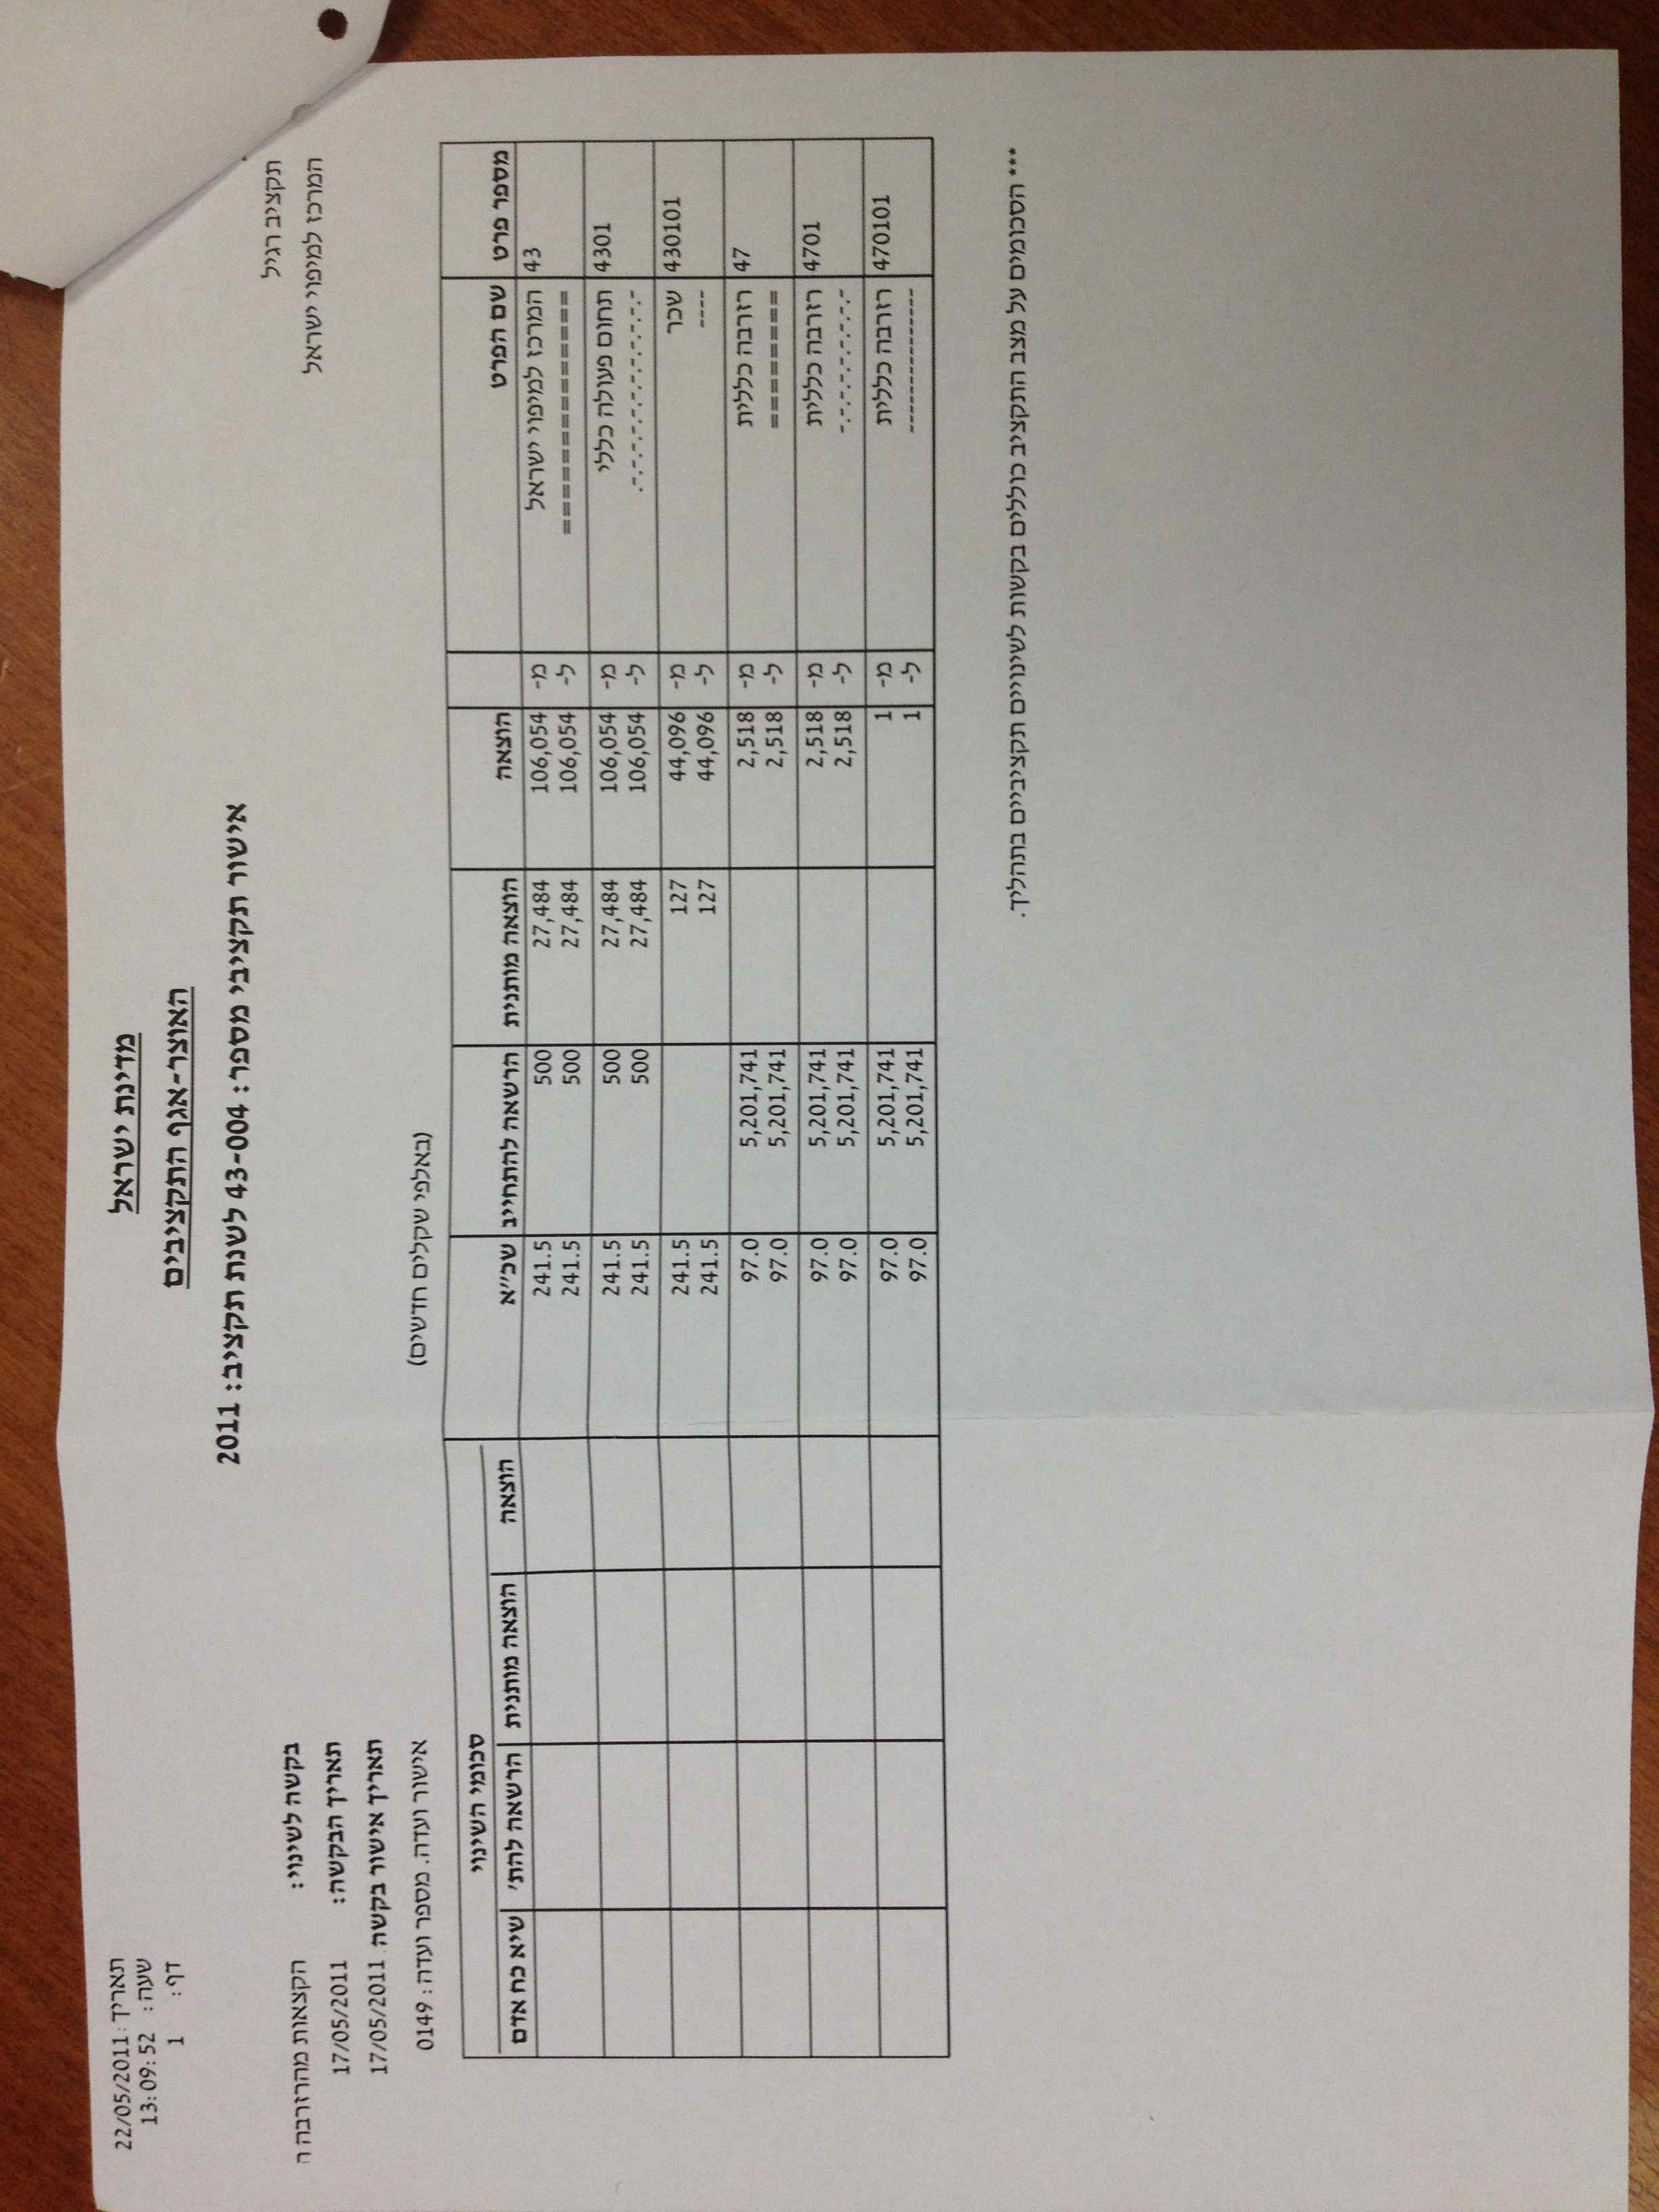 תאריך: 22/05/2011
שעה: 13:09:52
דף: 1
מדינת ישראל
האוצר-אגף התקציבים
אישור תקציבי מספר: 43-004 לשנת תקציב: 2011
תקציב רגיל
המרכז למיפוי ישראל
בקשה לשינוי: הקצאות מהרזרבה ה
תאריך הבקשה: 17/05/2011
תאריך אישור בקשה 17/05/2011
אישור ועדה. מספר ועדה: 0149
(באלפי שקלים חדשים)
סכומי השינוי
מספר פרט שם הפרט הוצאה הוצאה מותנית הרשאה להתחייב שכ״א הוצאה הוצאה מותנית הרשאה להת׳ שיא כח אדם
43 המרכז למיפוי ישראל מ- 106,054 27,484 500 241.5
================ ל- 106,054 27,484 500 241.5
4301 תחום פעולה כללי מ- 106,054 27,484 500 241.5
-.-.-.-.-.-.-.-.-. ל- 106,054 27,484 500 241.5
430101 שכר מ- 44,096 127 241.5
---- ל- 44,096 127 241.5
47 רזרבה כללית מ- 2,518 5,201,741 97.0
========= ל- 2,518 5,201,741 97.0
4701 רזרבה כללית מ- 2,518 5,201,741 97.0
-.-.-.-.-.-.- ל- 2,518 5,201,741 97.0
470101 רזרבה כללית מ- 1 5,201,741 97.0
------------ ל- 1 5,201,741 97.0
*** הסכומים על מצב התקציב כוללים בקשות לשינויים תקציביים בתהליך.